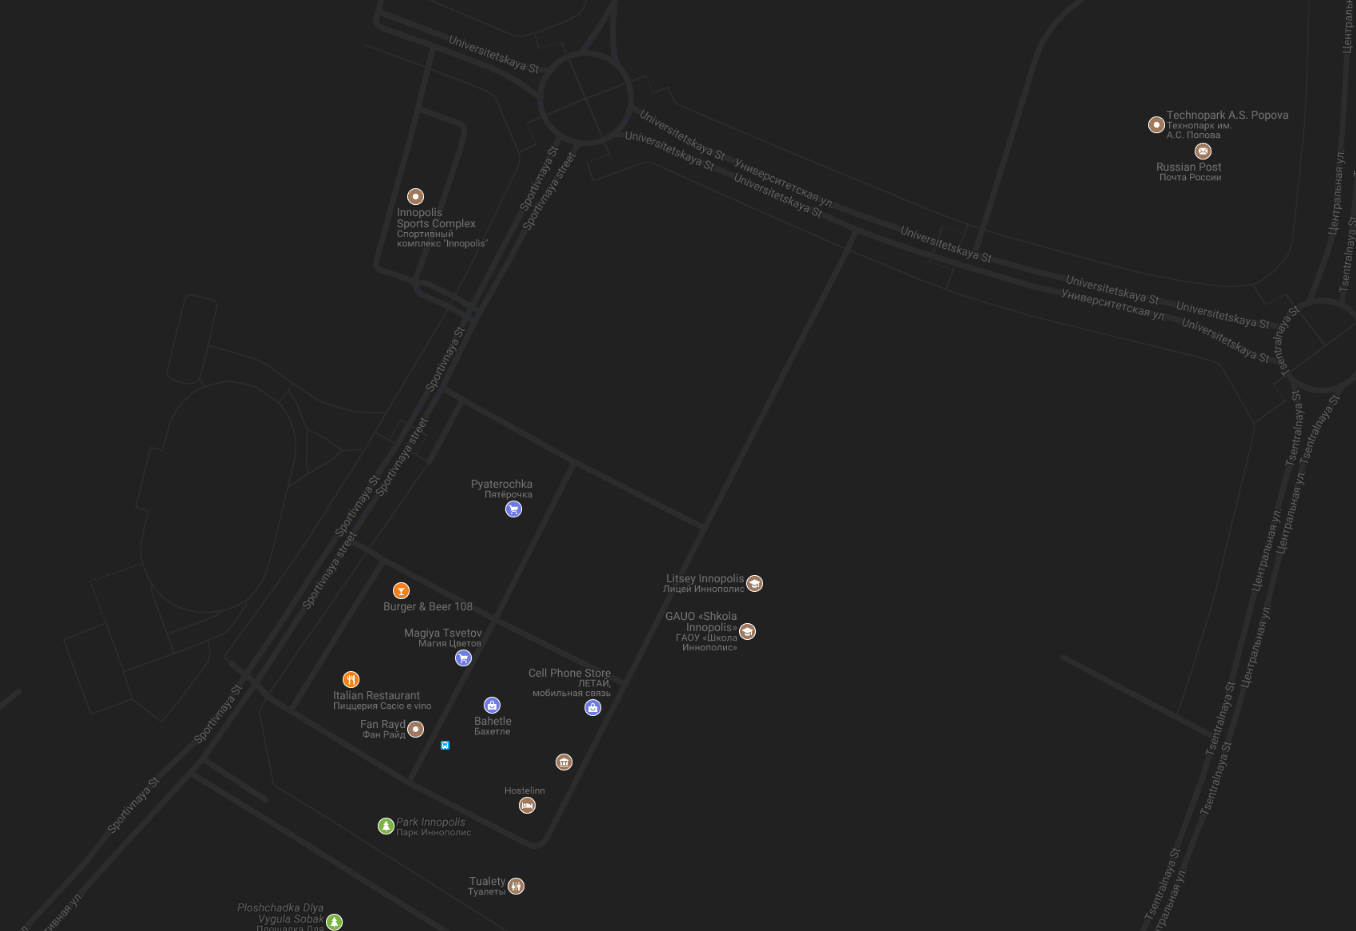 Universitetskaya St
Universitetskaya St
Universitetskaya St
Университетская ул.
Universitetskaya St
Technopark A.S. Popova
Технопарк им.
А.С. Попова
Russian Post
Почта России
Центральн
Центральная ул.
Tsentralnaya St
Sportivnaya St
Sportivnaya street
Innopolis
Sports Complex
Спортивный
комплекс "Innopolis"
Universitetskaya St
Universitetskaya St
Университетская ул.
Universitetskaya St
Universitetskaya St
Tsentralnaya St
Sportivnaya St
Sportivnaya street
Tsentralnaya St
Tsentralnaya St
Pyaterochka
Пятёрочка
Sportivnaya St
Sportivnaya street
Центральная ул.
Центральная ул.
Litsey Innopolis
Лицей Иннополис
Burger & Beer 108
GAUO «Shkola
Innopolis»
ГАОУ «Школа
Иннополис»
Magiya Tsvetov
Магия Цветов
Центральная ул.
Cell Phone Store
ЛЕТАЙ,
мобильная связь
Italian Restaurant
Пиццерия Cacio e vino
Sportivnaya St
Fan Rayd
Фан Райд
Bahetle
Бахетле
Tsentralnaya St
Tsentralnaya St
Hostelinn
Sportivnaya St
Park Innopolis
Парк Иннополис
Tualety
Туалеты
Tsentralnaya St
тральная ул.
Ploshchadka Dlya
Vygula Sobak
Площадка Для
тивная ул.